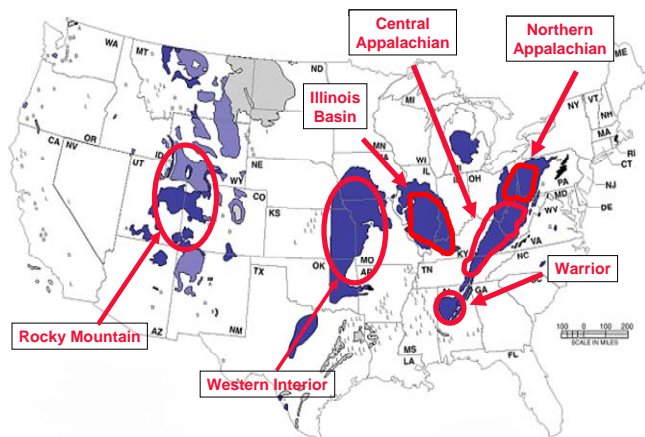 Central
Appalachian
Northern
Appalachian
Illinois
Basin
WA
MT
ND
ME
MI
NY
VT
NH
MA
RI
CT
OR
MN
WI
IL
OH
PA
NJ
CA
NV
UT
ID
NE
WY
CO
KS
MD
DE
WV
VA
KY
NC
OK
MO
AR
TN
TX
GA
Warrior
AZ
NM
MS
LA
FL
100 0 100 200
SCALE IN MILES
Rocky Mountain
Western Interior